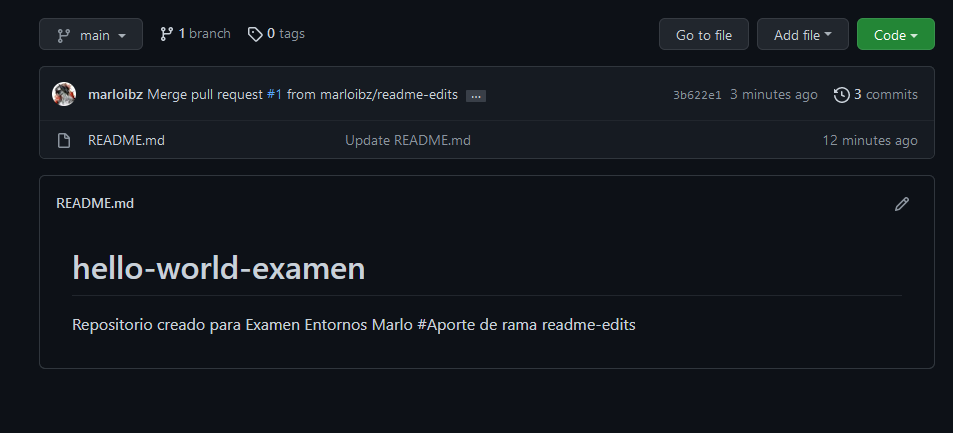 main 1 branch 0 tags Go to file Add file Code
marloibz Merge pull request #1 from marloibz/readme-edits ... 3b622e1 3 minutes ago 3 commits
README.md Update README.md 12 minutes ago
README.md
hello-world-examen
Repositorio creado para Examen Entornos Marlo #Aporte de rama readme-edits